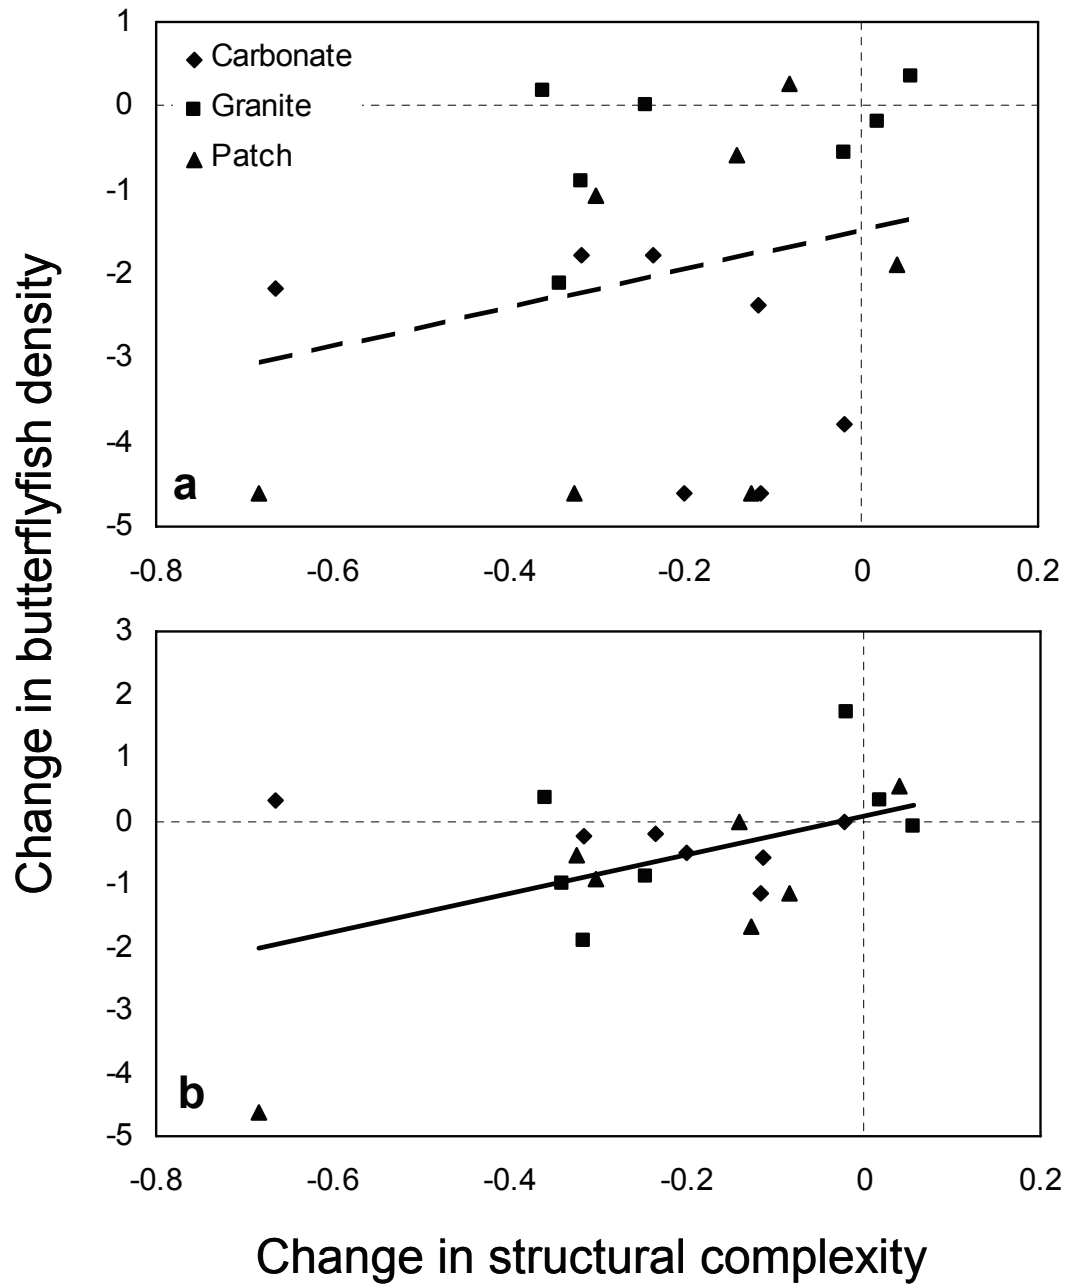 Change in butterflyfish density
1
0
-1
-2
-3
-4
-5
Carbonate
Granite
Patch
a
-0.8 -0.6 -0.4 -0.2 0 0.2
3
2
1
0
-1
-2
-3
-4
-5
b
-0.8 -0.6 -0.4 -0.2 0 0.2
Change in structural complexity